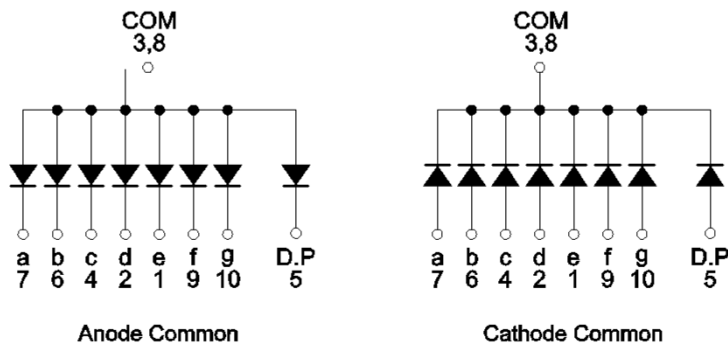 COM
3,8
a b c d e f g D.P
7 6 4 2 1 9 10 5
Anode Common
COM
3,8
a b c d e f g D.P
7 6 4 2 1 9 10 5
Cathode Common